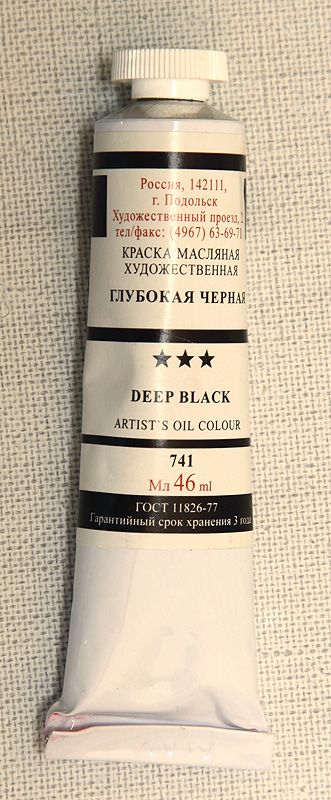 Россия, 142111,
г. Подольск
Художественный проезд, 2
тел/факс: (4967) 63-69-71
КРАСКА МАСЛЯНАЯ
ХУДОЖЕСТВЕННАЯ
ГЛУБОКАЯ ЧЕРНАЯ
★★★
DEEP BLACK
ARTIST'S OIL COLOUR
741
Мл 46 ml
ГОСТ 11826-77
Гарантийный срок хранения 3 года